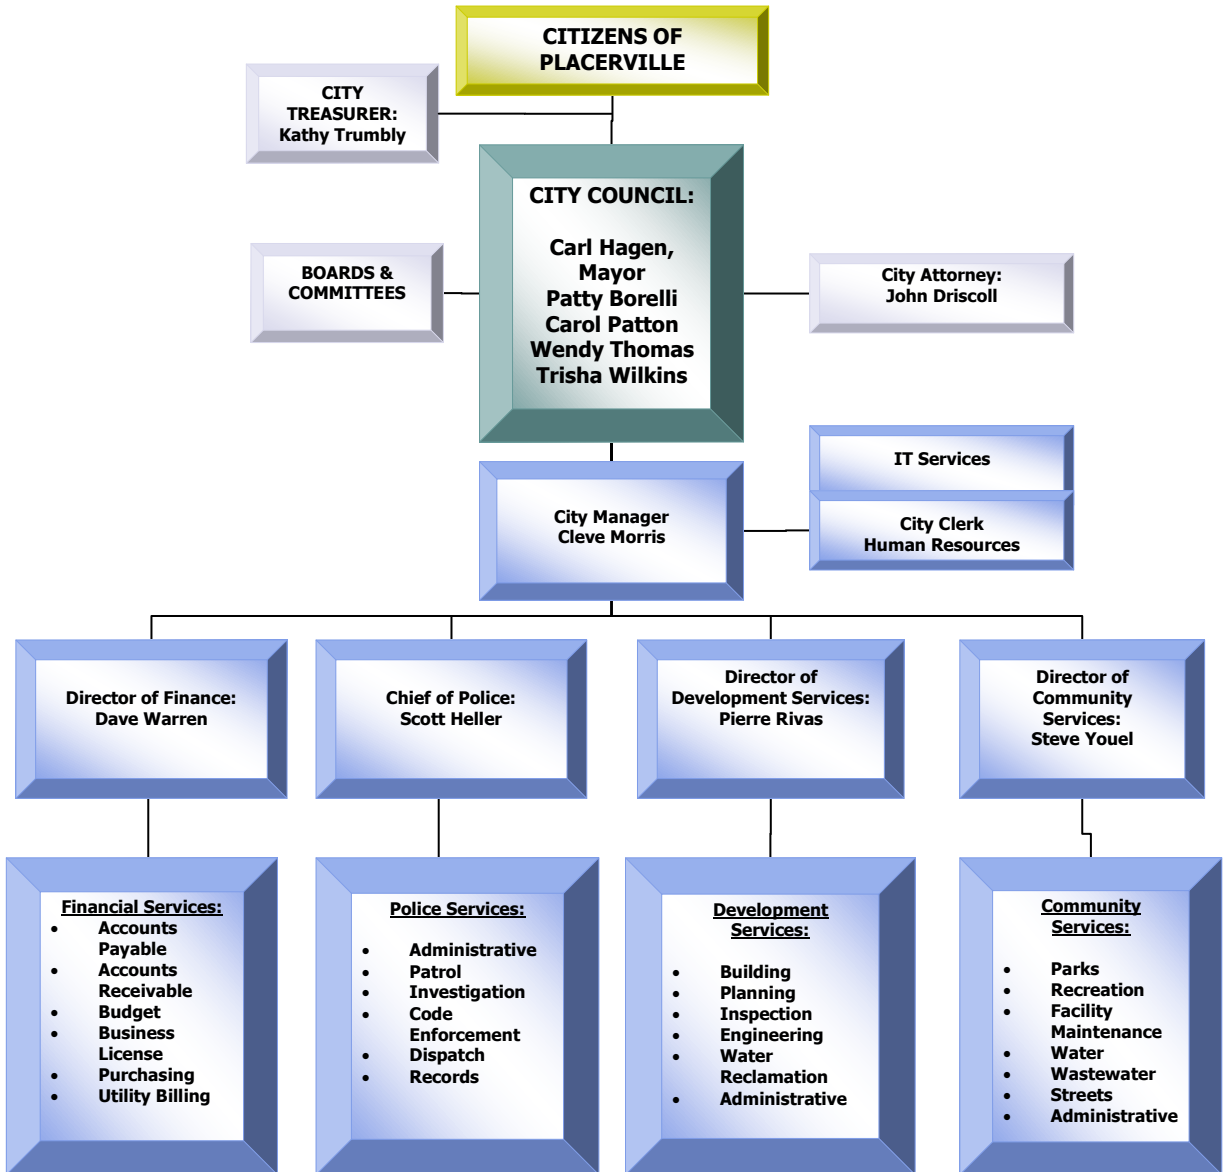 CITIZENS OF
PLACERVILLE
CITY
TREASURER:
Kathy Trumbly
CITY COUNCIL:
Carl Hagen,
Mayor
Patty Borelli
Carol Patton
Wendy Thomas
Trisha Wilkins
BOARDS &
COMMITTEES
City Attorney:
John Driscoll
IT Services
City Manager
Cleve Morris
City Clerk
Human Resources
Director of Finance:
Dave Warren
Chief of Police:
Scott Heller
Director of
Development Services:
Pierre Rivas
Director of
Community
Services:
Steve Youel
Financial Services:
• Accounts
Payable
• Accounts
Receivable
• Budget
• Business
License
• Purchasing
• Utility Billing
Police Services:
• Administrative
• Patrol
• Investigation
• Code
Enforcement
• Dispatch
• Records
Development
Services:
• Building
• Planning
• Inspection
• Engineering
• Water
Reclamation
• Administrative
Community
Services:
• Parks
• Recreation
• Facility
Maintenance
• Water
• Wastewater
• Streets
• Administrative